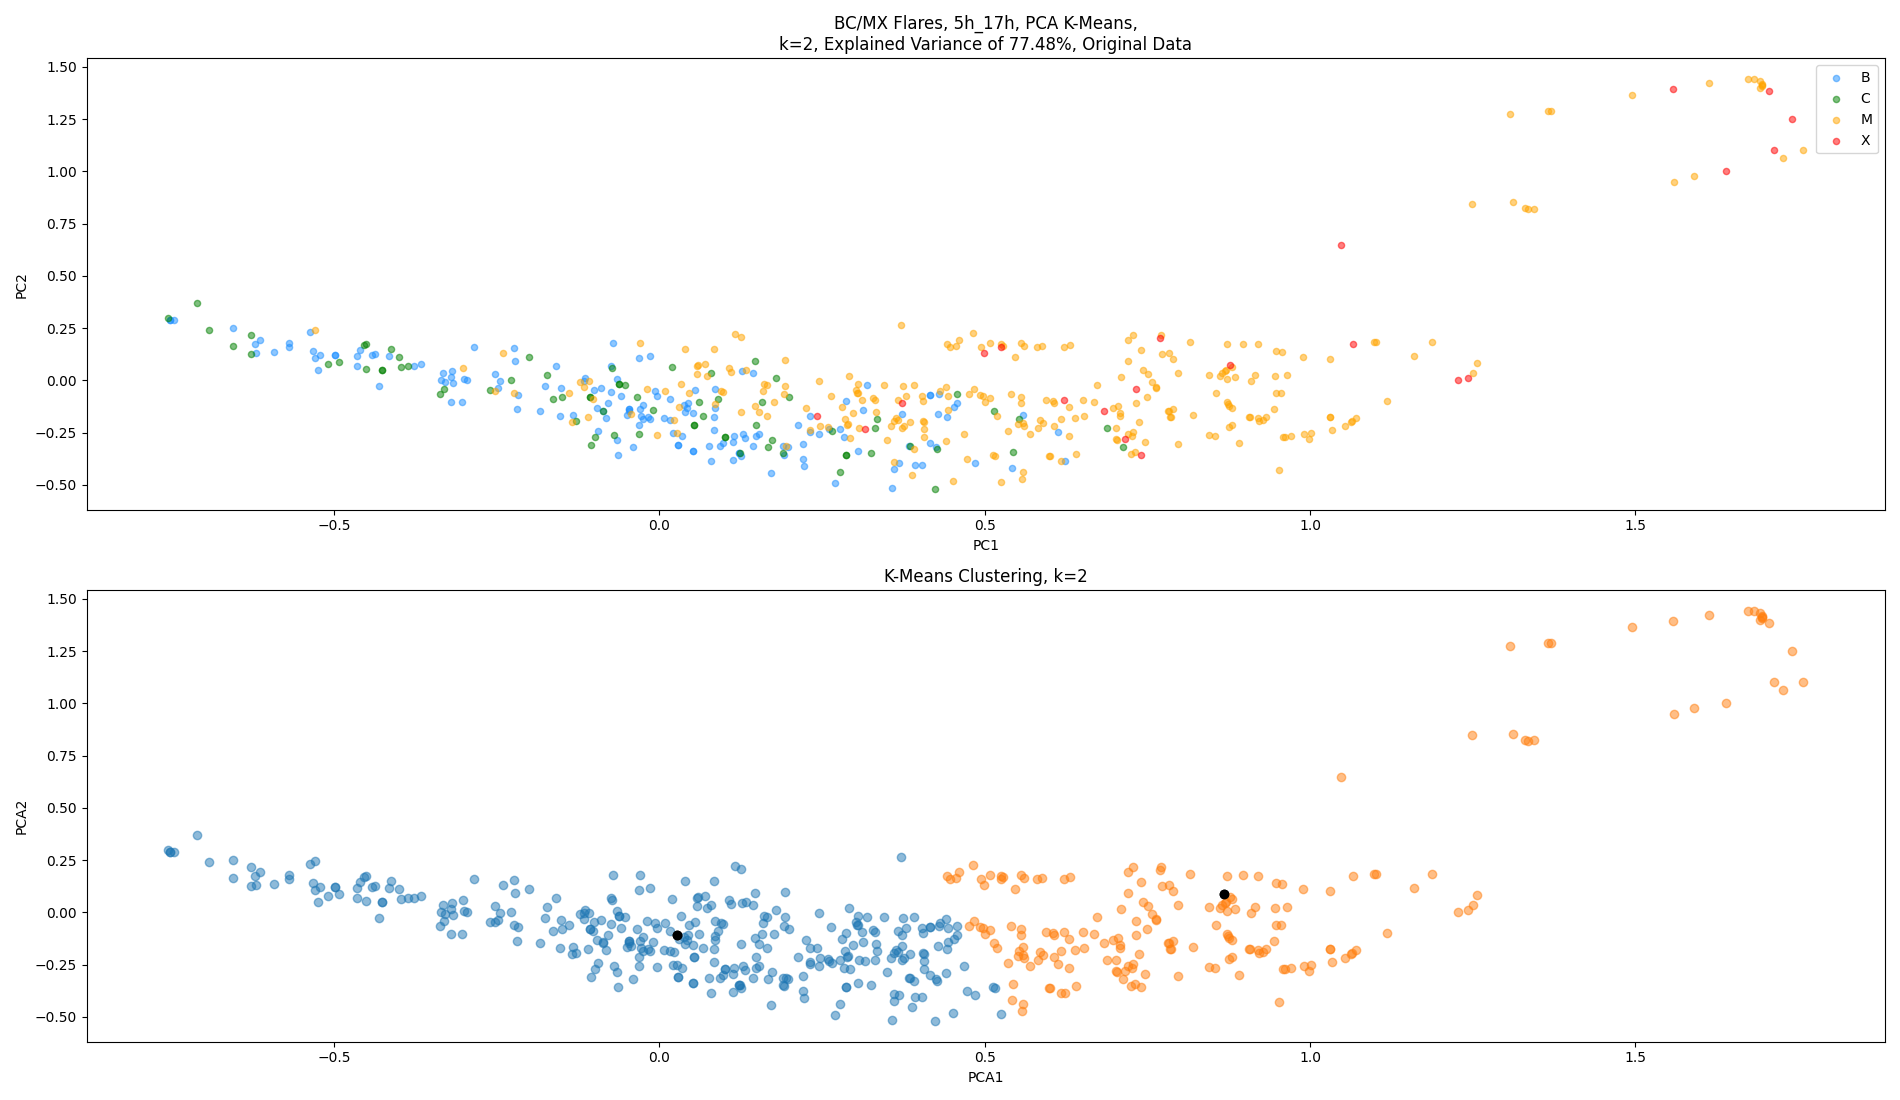 BC/MX Flares, 5h_17h, PCA K-Means,
k=2, Explained Variance of 77.48%, Original Data
1.50
1.25
1.00
0.75
0.50
0.25
0.00
−0.25
−0.50
PC2
B
C
M
X
−0.5
0.0
0.5
1.0
1.5
PC1
K-Means Clustering, k=2
1.50
1.25
1.00
0.75
0.50
0.25
0.00
−0.25
−0.50
PCA2
−0.5
0.0
0.5
1.0
1.5
PCA1